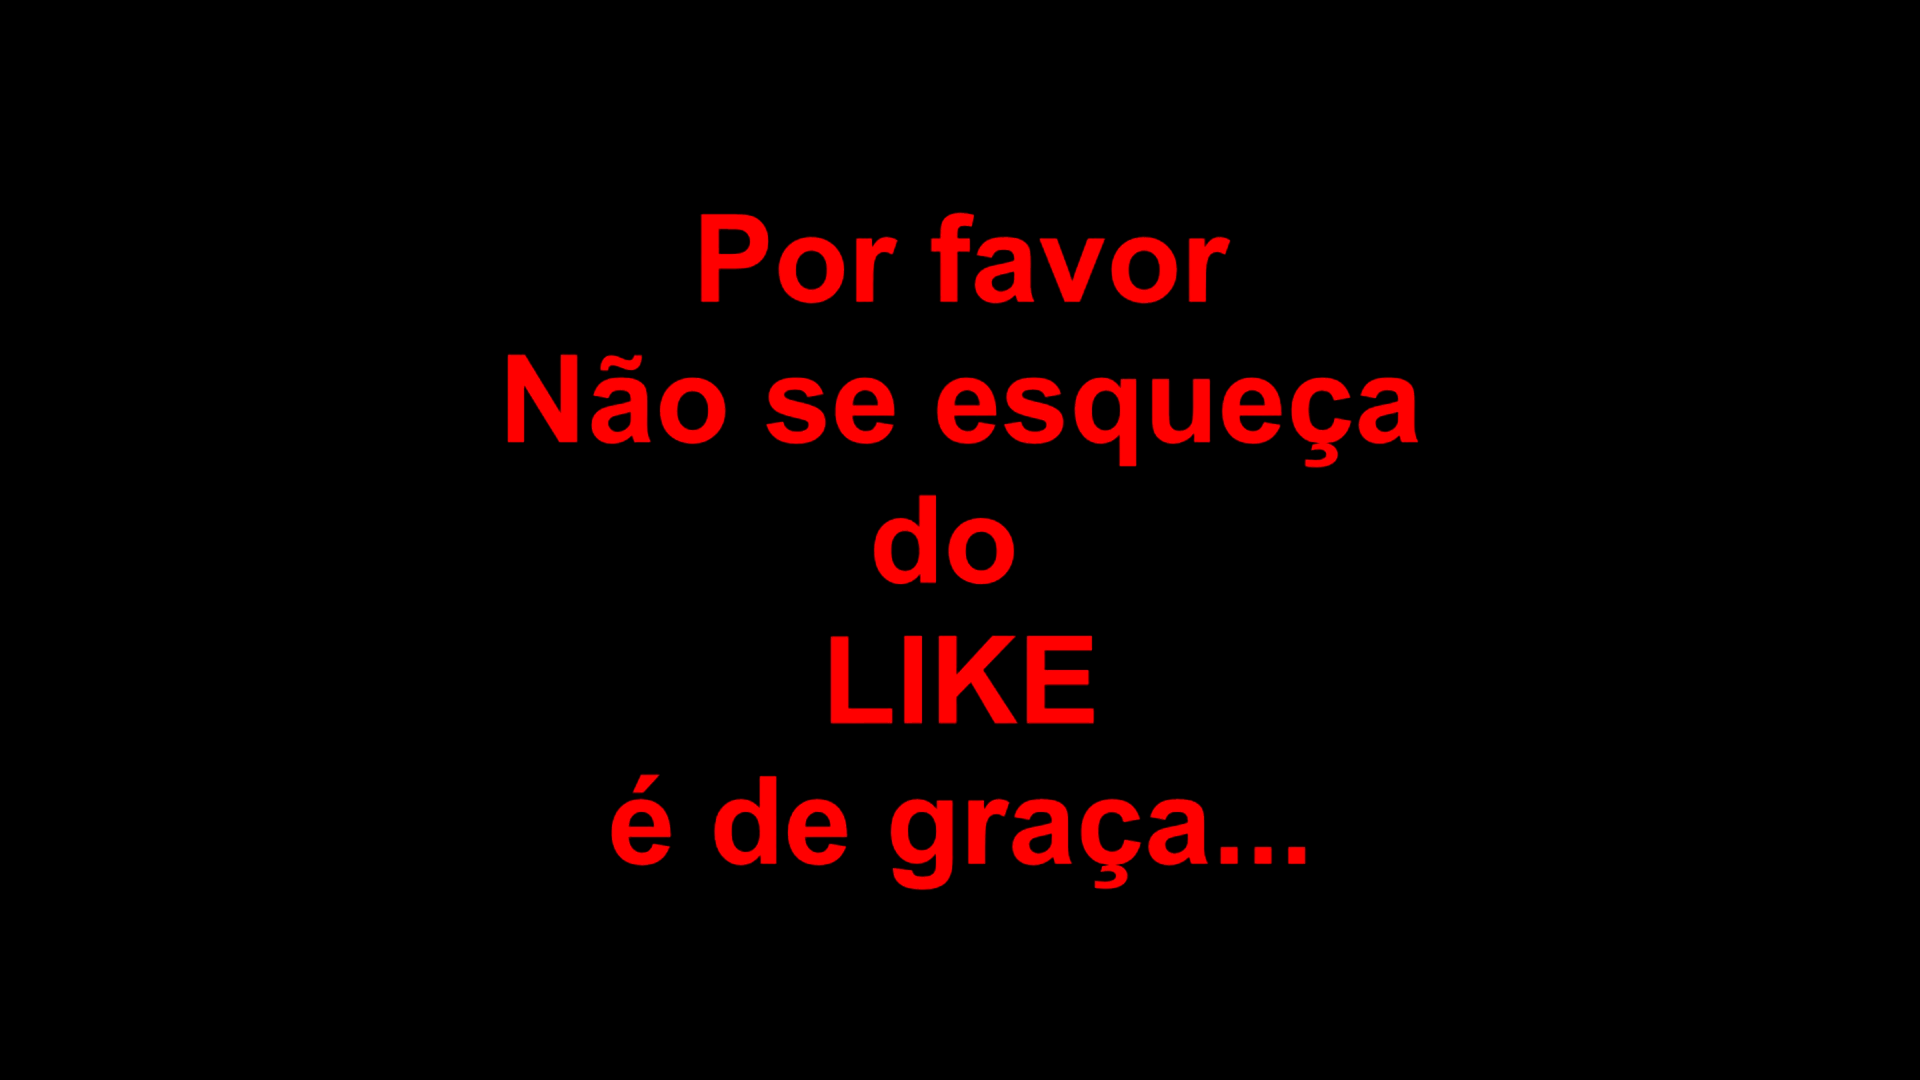 Por favor
Não se esqueça
do
LIKE
é de graça...